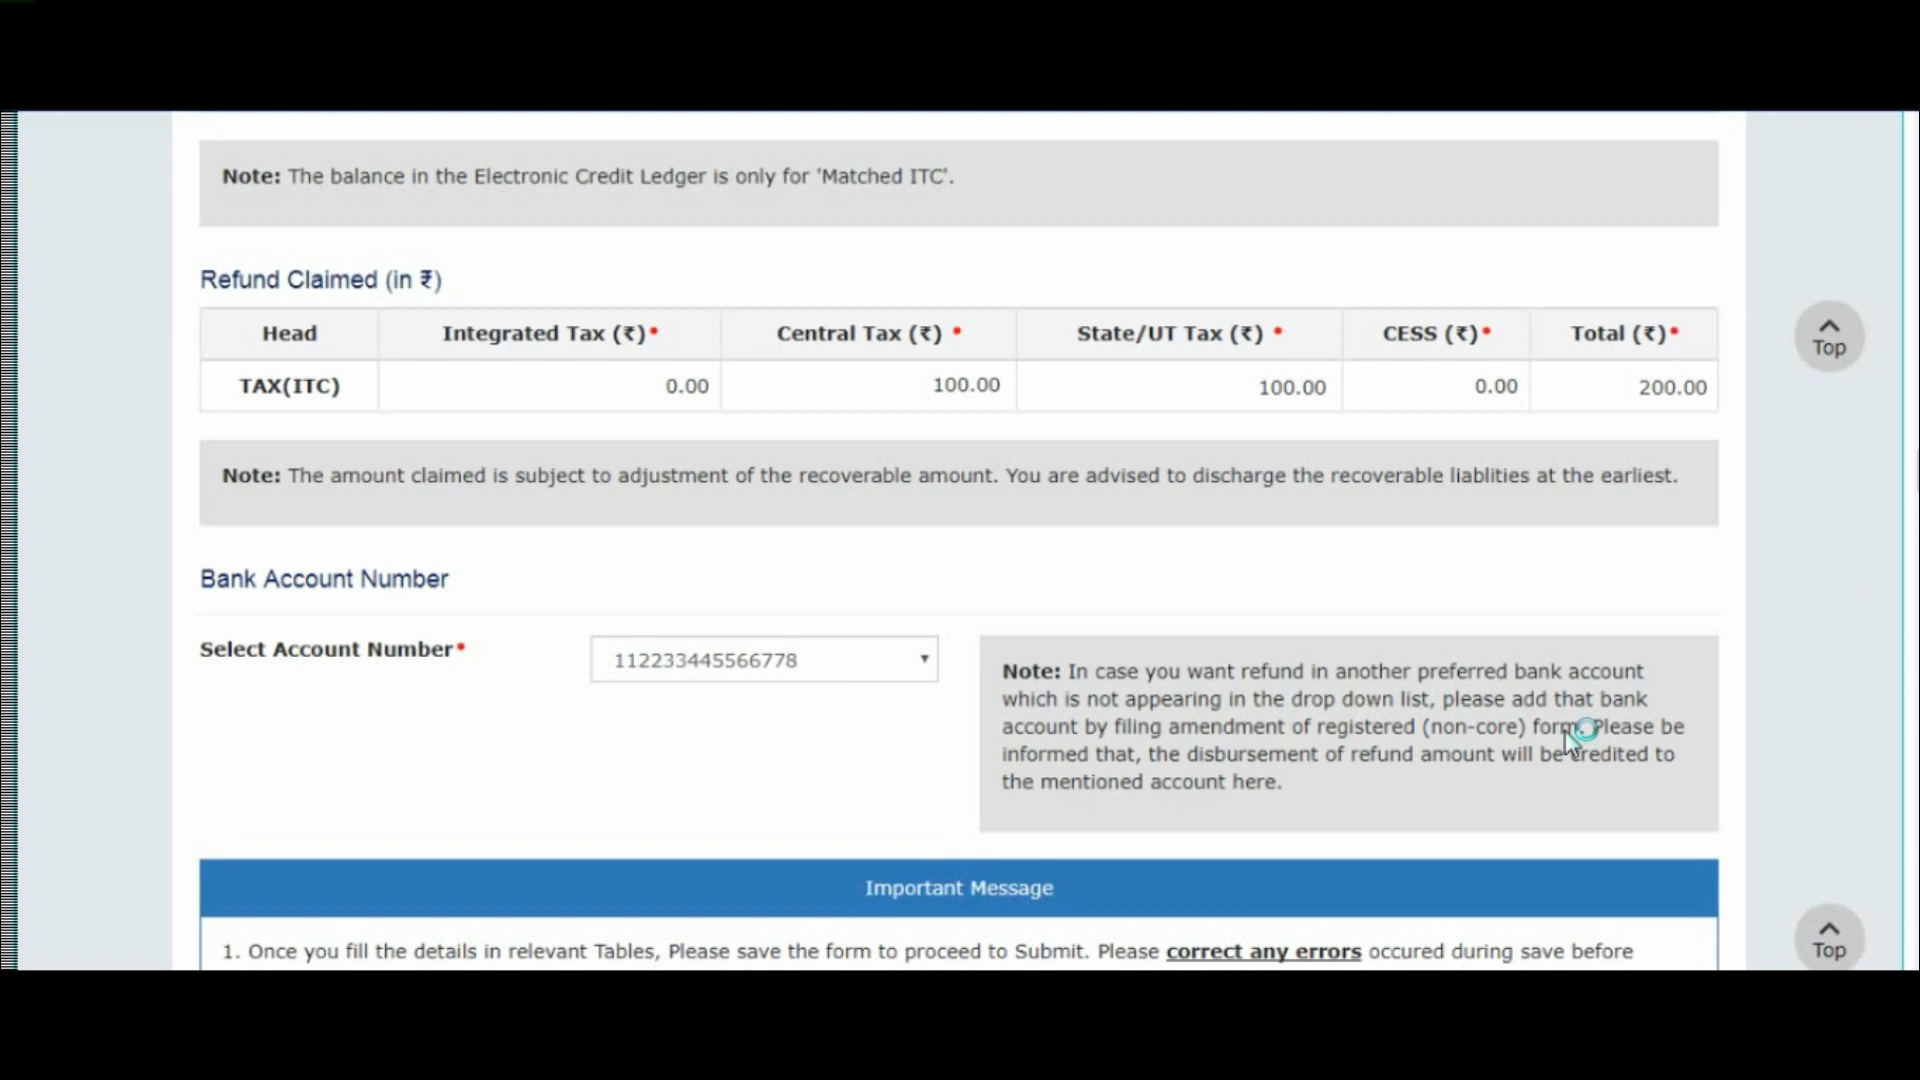 Note: The balance in the Electronic Credit Ledger is only for 'Matched ITC'.
Refund Claimed (in ₹)
Head Integrated Tax (₹)• Central Tax (₹) • State/UT Tax (₹) • CESS (₹)• Total (₹)•
TAX(ITC) 0.00 100.00 100.00 0.00 200.00
Top
Note: The amount claimed is subject to adjustment of the recoverable amount. You are advised to discharge the recoverable liablities at the earliest.
Bank Account Number
Select Account Number• 112233445566778
Note: In case you want refund in another preferred bank account
which is not appearing in the drop down list, please add that bank
account by filing amendment of registered (non-core) form. Please be
informed that, the disbursement of refund amount will be credited to
the mentioned account here.
Important Message
1. Once you fill the details in relevant Tables, Please save the form to proceed to Submit. Please correct any errors occured during save before
Top